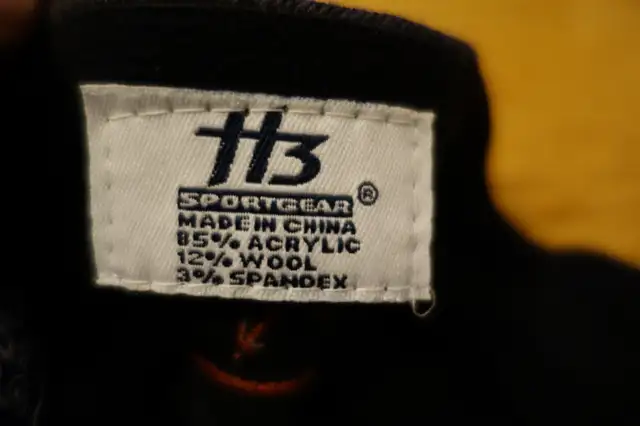 H3
SPORTGEAR®
MADE IN CHINA
85% ACRYLIC
12% WOOL
3% SPANDEX